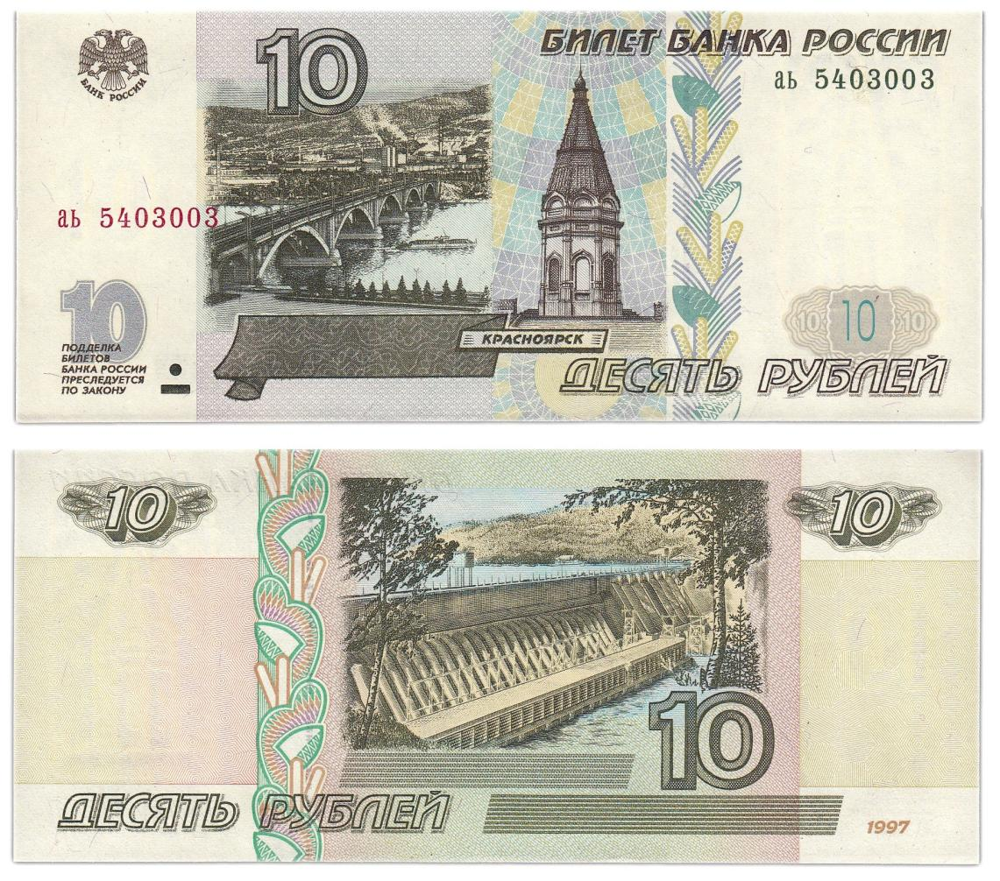 10
БИЛЕТ БАНКА РОССИИ
БАНК РОССИИ
аь 5403003
аь 5403003
10
ПОДДЕЛКА
БИЛЕТОВ
БАНКА РОССИИ
ПРЕСЛЕДУЕТСЯ
ПО ЗАКОНУ
КРАСНОЯРСК
10 10 10
ДЕСЯТЬ РУБЛЕЙ
10
10
10
ДЕСЯТЬ РУБЛЕЙ
1997